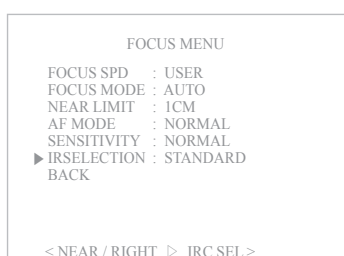 FOCUS MENU
FOCUS SPD : USER
FOCUS MODE : AUTO
NEAR LIMIT : 1CM
AF MODE : NORMAL
SENSITIVITY : NORMAL
▶ IRSELECTION : STANDARD
BACK
< NEAR / RIGHT ▷ IRC SEL >